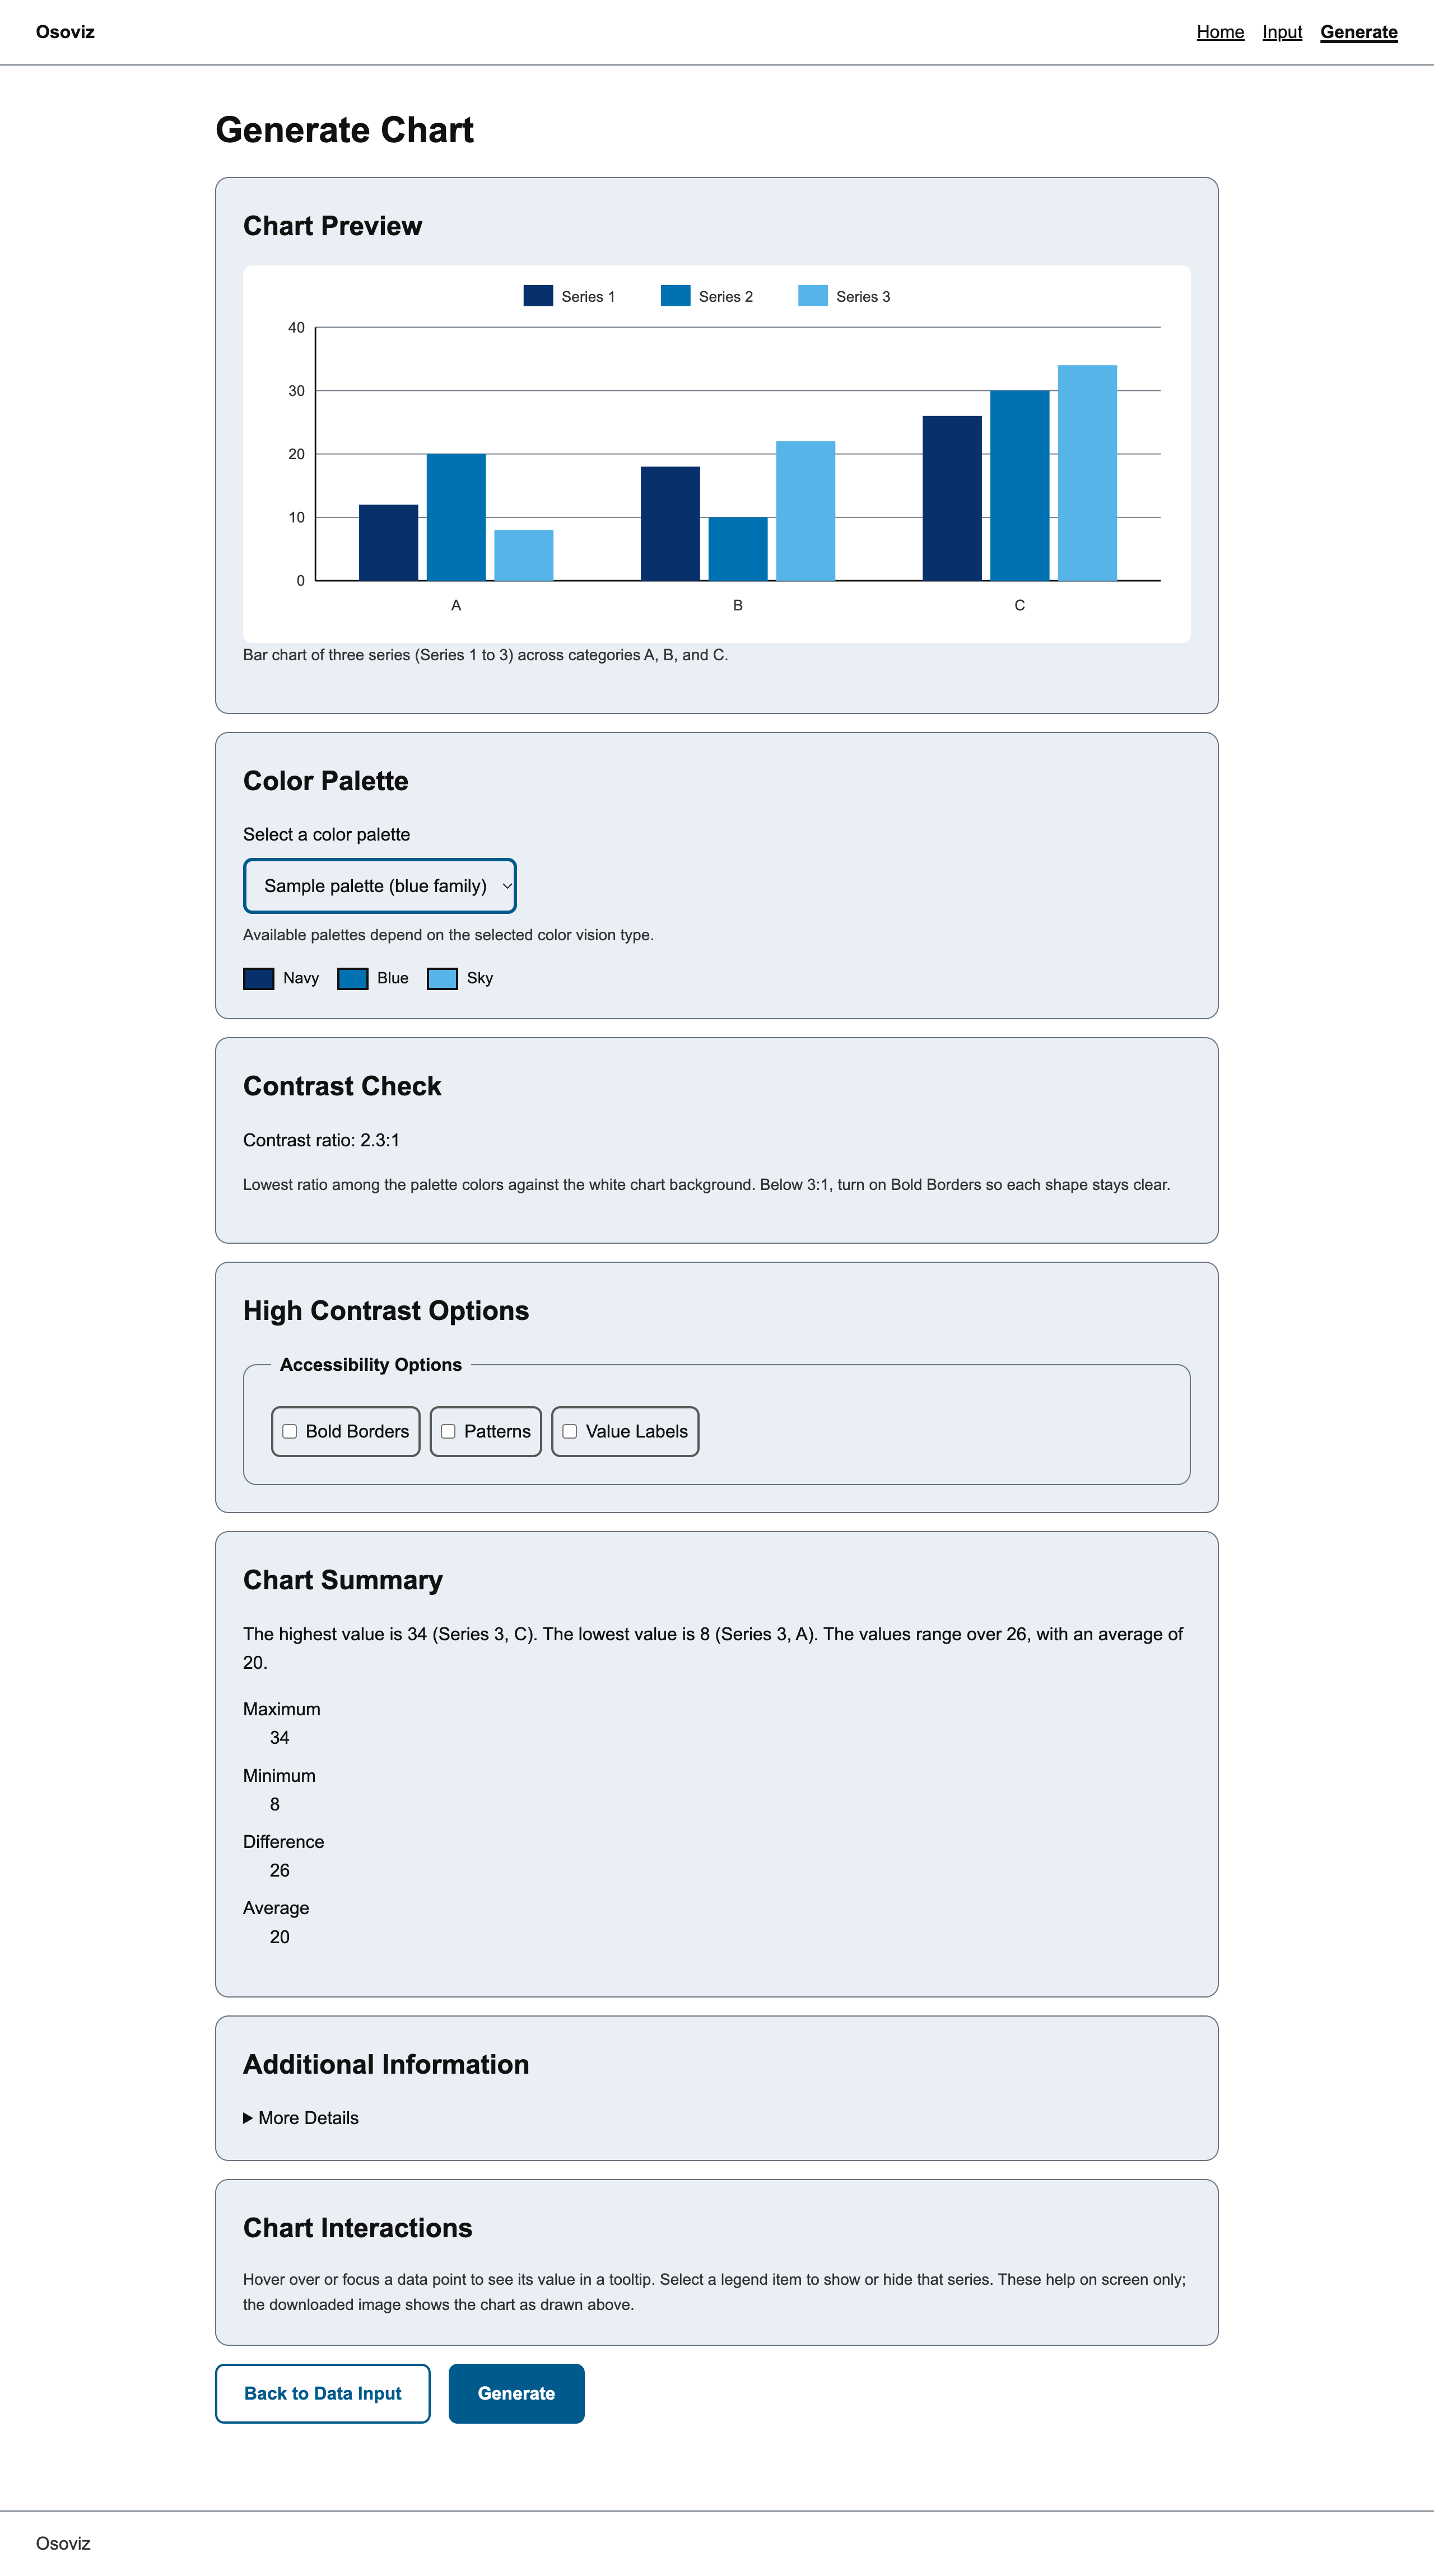 Osoviz
Home Input Generate
Generate Chart
Chart Preview
Series 1 Series 2 Series 3
40
30
20
10
0
A B C
Bar chart of three series (Series 1 to 3) across categories A, B, and C.
Color Palette
Select a color palette
Sample palette (blue family)
Available palettes depend on the selected color vision type.
Navy Blue Sky
Contrast Check
Contrast ratio: 2.3:1
Lowest ratio among the palette colors against the white chart background. Below 3:1, turn on Bold Borders so each shape stays clear.
High Contrast Options
Accessibility Options
Bold Borders Patterns Value Labels
Chart Summary
The highest value is 34 (Series 3, C). The lowest value is 8 (Series 3, A). The values range over 26, with an average of
20.
Maximum
34
Minimum
8
Difference
26
Average
20
Additional Information
More Details
Chart Interactions
Hover over or focus a data point to see its value in a tooltip. Select a legend item to show or hide that series. These help on screen only;
the downloaded image shows the chart as drawn above.
Back to Data Input Generate
Osoviz